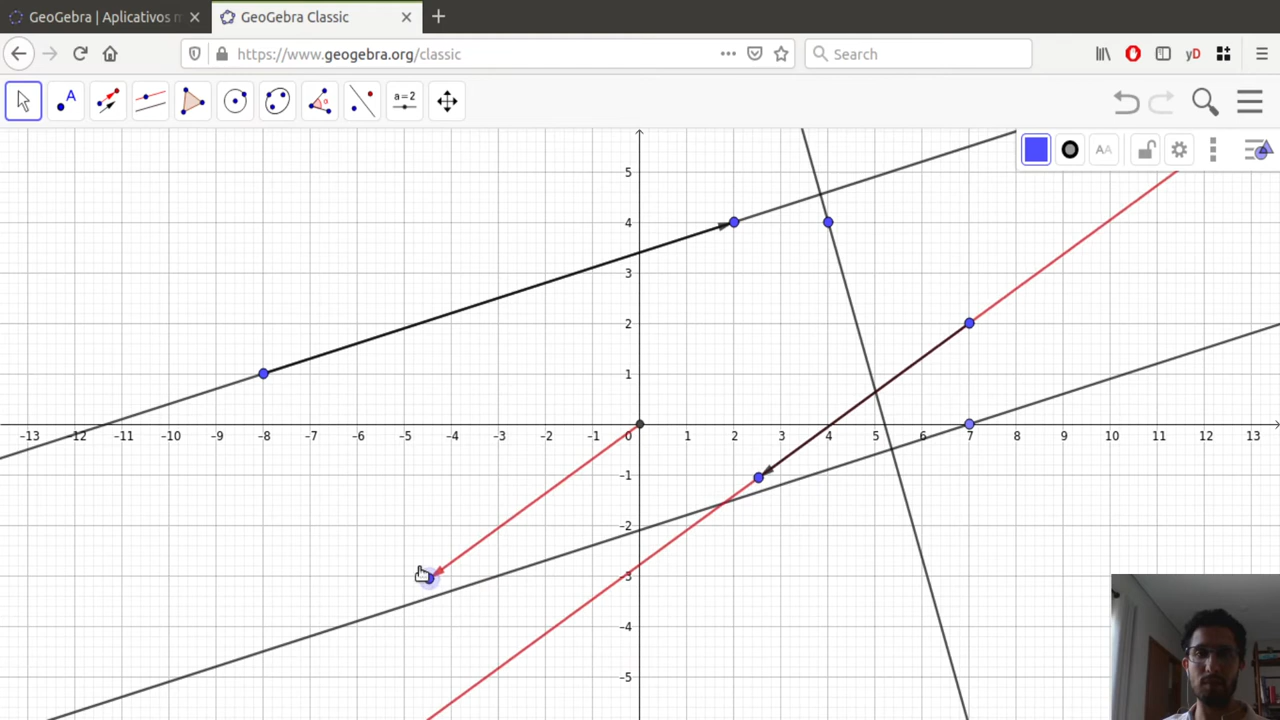 GeoGebra | Aplicativos m
GeoGebra Classic
https://www.geogebra.org/classic
Search
yD
A
a=2
AA
5
4
3
2
1
-13 -12 -11 -10 -9 -8 -7 -6 -5 -4 -3 -2 -1 0 1 2 3 4 5 6 7 8 9 10 11 12 13
-1
-2
-3
-4
-5